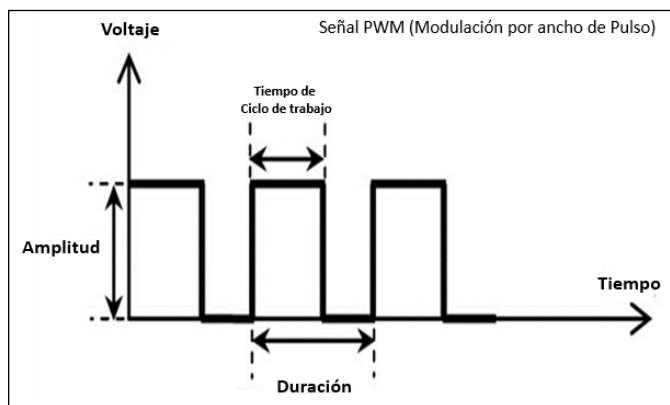 Señal PWM (Modulación por ancho de Pulso)
Voltaje
Tiempo de
Ciclo de trabajo
Amplitud
Tiempo
Duración